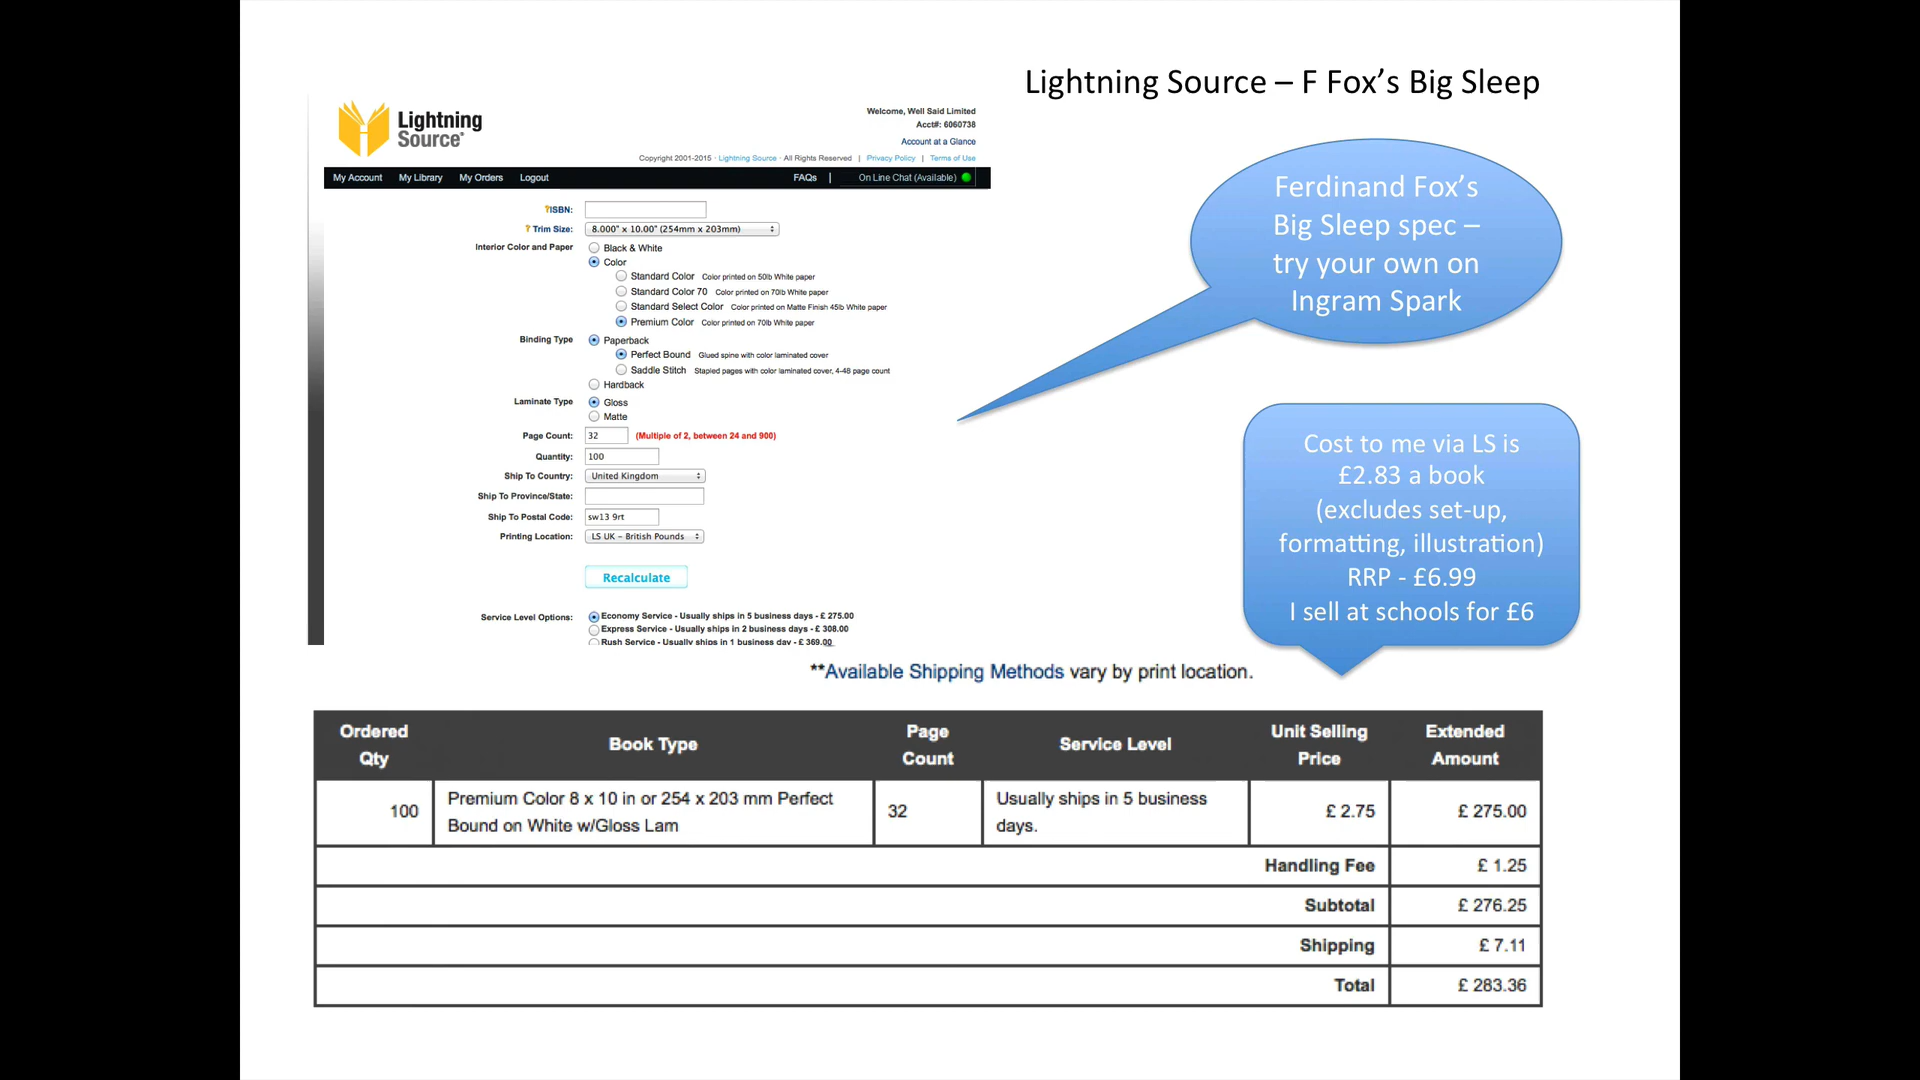 Lightning Source – F Fox’s Big Sleep
Lightning
Source®
Welcome, Well Said Limited
Acct#: 6060738
Account at a Glance
Copyright 2001-2015 · Lightning Source · All Rights Reserved | Privacy Policy | Terms of Use
My Account My Library My Orders Logout FAQs | On Line Chat (Available)
?ISBN:
? Trim Size: 8.000" x 10.00" (254mm x 203mm)
Interior Color and Paper Black & White
Color
Standard Color Color printed on 50lb White paper
Standard Color 70 Color printed on 70lb White paper
Standard Select Color Color printed on Matte Finish 45lb White paper
Premium Color Color printed on 70lb White paper
Binding Type Paperback
Perfect Bound Glued spine with color laminated cover
Saddle Stitch Stapled pages with color laminated cover, 4-48 page count
Hardback
Laminate Type Gloss
Matte
Page Count: 32 (Multiple of 2, between 24 and 900)
Quantity: 100
Ship To Country: United Kingdom
Ship To Province/State:
Ship To Postal Code: sw13 9rt
Printing Location: LS UK - British Pounds
Recalculate
Service Level Options: Economy Service - Usually ships in 5 business days - £ 275.00
Express Service - Usually ships in 2 business days - £ 308.00
Rush Service - Usually ships in 1 business day - £ 369.00
Ferdinand Fox’s
Big Sleep spec –
try your own on
Ingram Spark
Cost to me via LS is
£2.83 a book
(excludes set-up,
formatting, illustration)
RRP - £6.99
I sell at schools for £6
**Available Shipping Methods vary by print location.
Ordered Qty Book Type Page Count Service Level Unit Selling Price Extended Amount
100 Premium Color 8 x 10 in or 254 x 203 mm Perfect Bound on White w/Gloss Lam 32 Usually ships in 5 business days. £ 2.75 £ 275.00
Handling Fee £ 1.25
Subtotal £ 276.25
Shipping £ 7.11
Total £ 283.36